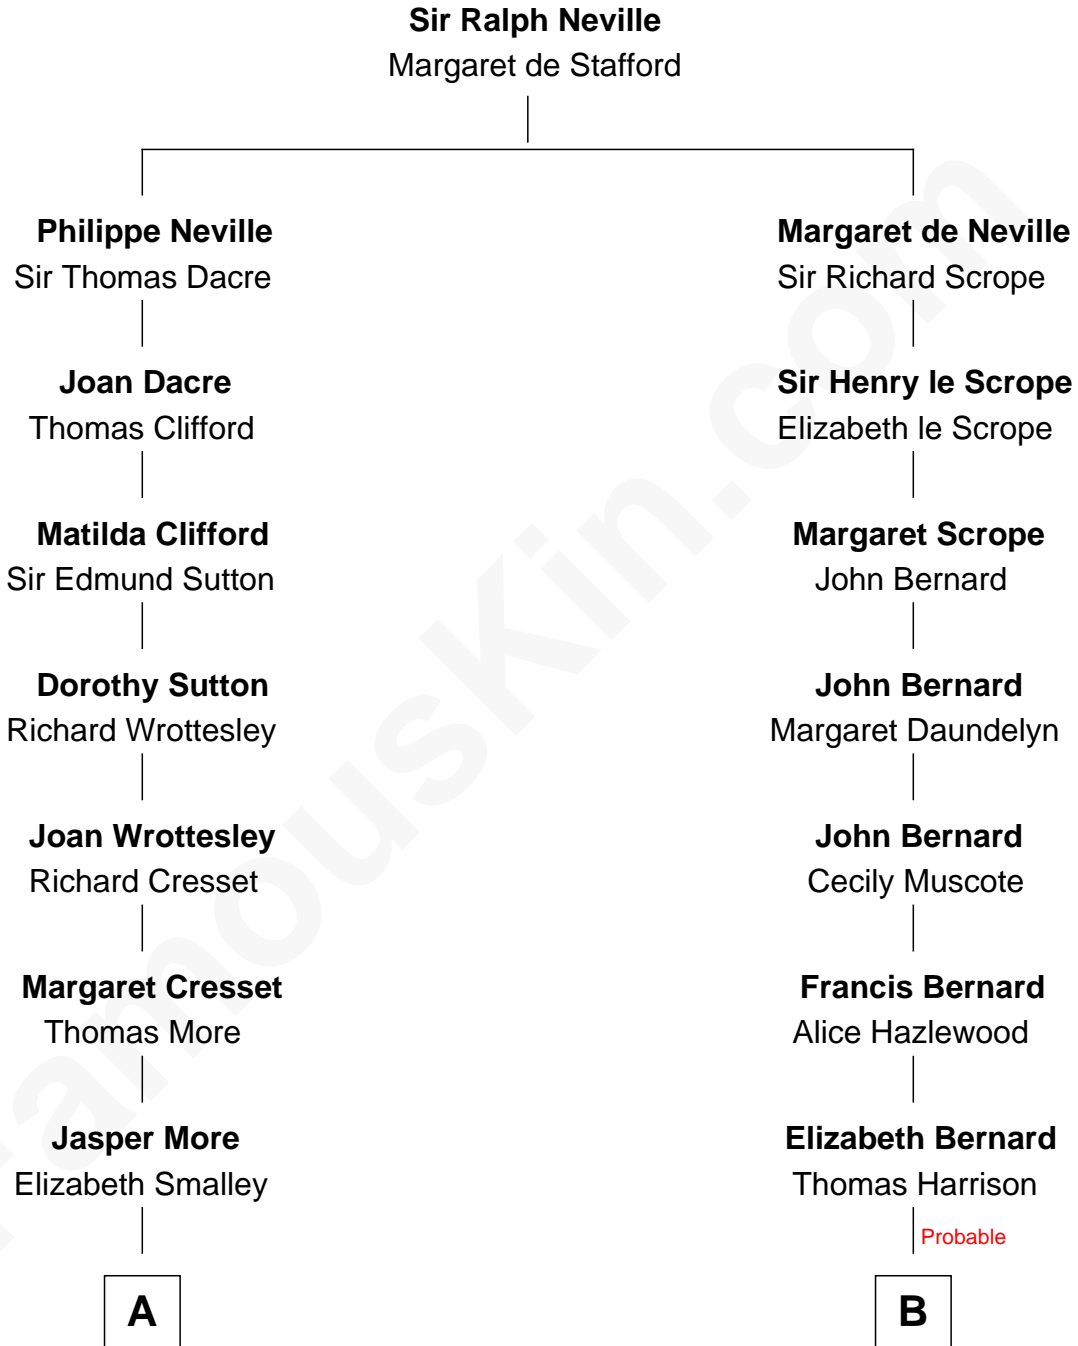 Sir Ralph Neville
Margaret de Stafford
Philippe Neville
Sir Thomas Dacre
Joan Dacre
Thomas Clifford
Matilda Clifford
Sir Edmund Sutton
Dorothy Sutton
Richard Wrottesley
Joan Wrottesley
Richard Cresset
Margaret Cresset
Thomas More
Jasper More
Elizabeth Smalley
A
Margaret de Neville
Sir Richard Scrope
Sir Henry le Scrope
Elizabeth le Scrope
Margaret Scrope
John Bernard
John Bernard
Margaret Daundelyn
John Bernard
Cecily Muscote
Francis Bernard
Alice Hazlewood
Elizabeth Bernard
Thomas Harrison
Probable
B
FamousKin.com